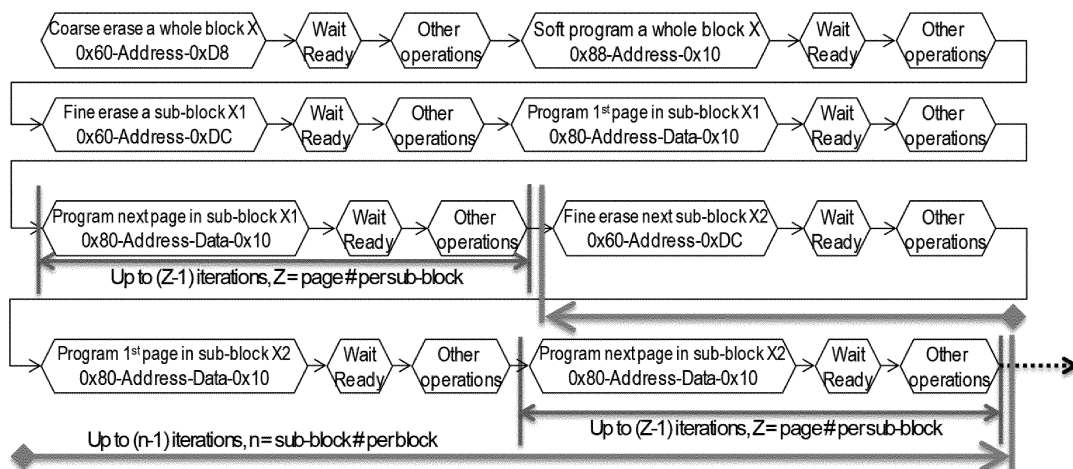 Coarse erase a whole block X
0x60-Address-0xD8
Wait
Ready
Other
operations
Soft program a whole block X
0x88-Address-0x10
Wait
Ready
Other
operations
Fine erase a sub-block X1
0x60-Address-0xDC
Wait
Ready
Other
operations
Program 1st page in sub-block X1
0x80-Address-Data-0x10
Wait
Ready
Other
operations
Program next page in sub-block X1
0x80-Address-Data-0x10
Wait
Ready
Other
operations
Fine erase next sub-block X2
0x60-Address-0xDC
Wait
Ready
Other
operations
Up to (Z-1) iterations, Z = page # per sub-block
Program 1st page in sub-block X2
0x80-Address-Data-0x10
Wait
Ready
Other
operations
Program next page in sub-block X2
0x80-Address-Data-0x10
Wait
Ready
Other
operations
Up to (Z-1) iterations, Z = page # per sub-block
Up to (n-1) iterations, n = sub-block # per block